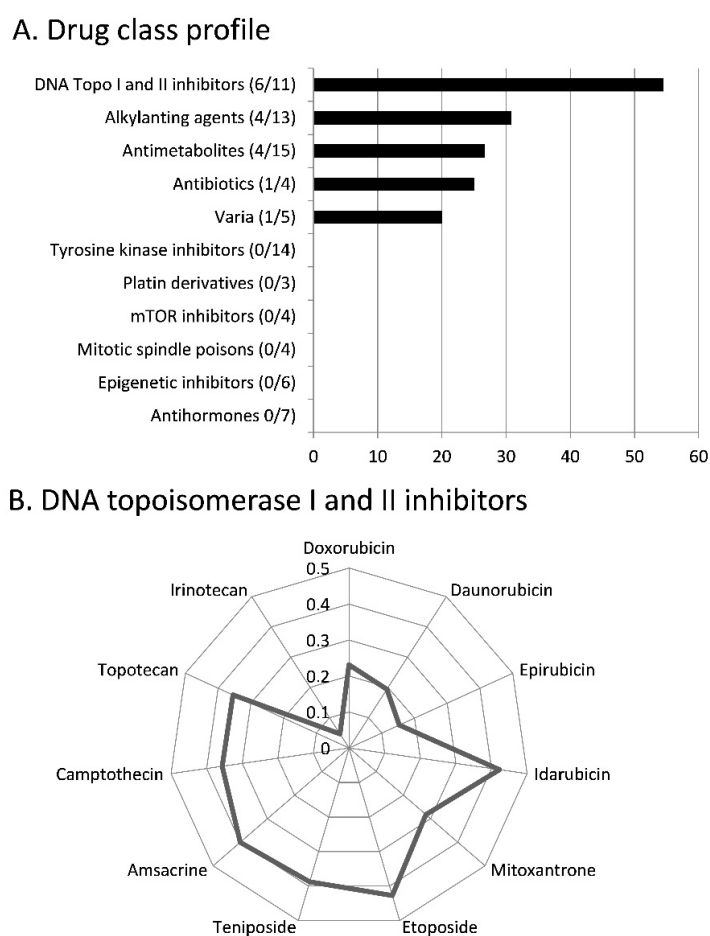 A. Drug class profile
DNA Topo I and II inhibitors (6/11)
Alkylanting agents (4/13)
Antimetabolites (4/15)
Antibiotics (1/4)
Varia (1/5)
Tyrosine kinase inhibitors (0/14)
Platin derivatives (0/3)
mTOR inhibitors (0/4)
Mitotic spindle poisons (0/4)
Epigenetic inhibitors (0/6)
Antihormones 0/7)
0 10 20 30 40 50 60
B. DNA topoisomerase I and II inhibitors
Doxorubicin
0.5
Irinotecan
Daunorubicin
0.4
0.3
Topotecan
Epirubicin
0.2
0.1
0
Camptothecin
Idarubicin
Amsacrine
Mitoxantrone
Teniposide
Etoposide